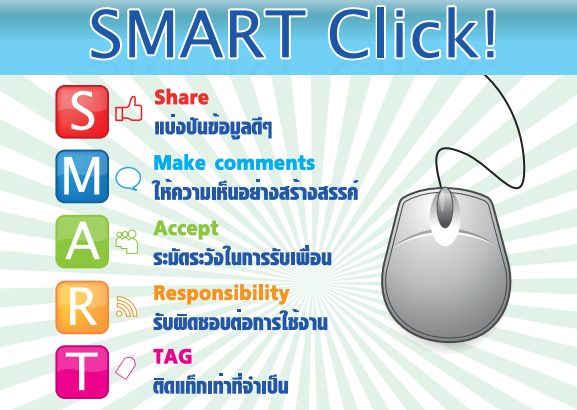 SMART Click!
S
Share
แบ่งปันข้อมูลดีๆ
M
Make comments
ให้ความเห็นอย่างสร้างสรรค์
A
Accept
ระมัดระวังในการรับเพื่อน
R
Responsibility
รับผิดชอบต่อการใช้งาน
T
TAG
ติดแท็กเท่าที่จำเป็น